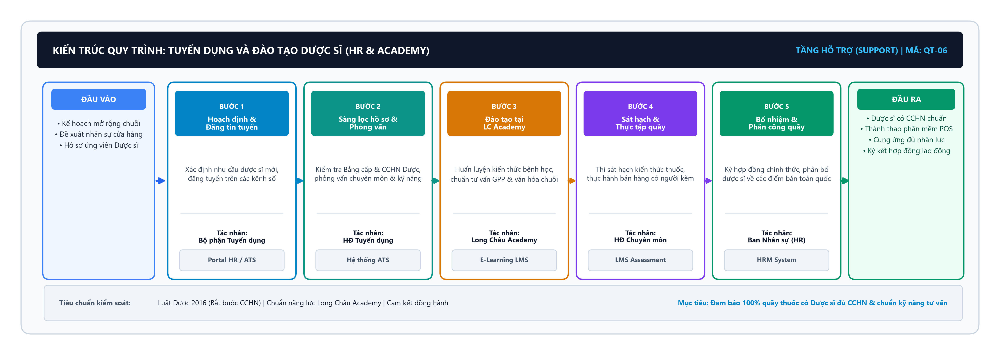 KIẾN TRÚC QUY TRÌNH: TUYỂN DỤNG VÀ ĐÀO TẠO DƯỢC SĨ (HR & ACADEMY)
TẦNG HỖ TRỢ (SUPPORT) | MÃ: QT-06
ĐẦU VÀO
• Kế hoạch mở rộng chuỗi
• Đề xuất nhân sự cửa hàng
• Hồ sơ ứng viên Dược sĩ
BƯỚC 1
Hoạch định &
Đăng tin tuyển
Xác định nhu cầu dược sĩ mới,
đăng tuyển trên các kênh số
Tác nhân:
Bộ phận Tuyển dụng
Portal HR / ATS
BƯỚC 2
Sàng lọc hồ sơ &
Phỏng vấn
Kiểm tra Bằng cấp & CCHN Dược,
phỏng vấn chuyên môn & kỹ năng
Tác nhân:
HĐ Tuyển dụng
Hệ thống ATS
BƯỚC 3
Đào tạo tại
LC Academy
Huấn luyện kiến thức bệnh học,
chuẩn tư vấn GPP & văn hóa chuỗi
Tác nhân:
Long Châu Academy
E-Learning LMS
BƯỚC 4
Sát hạch &
Thực tập quầy
Thi sát hạch kiến thức thuốc,
thực hành bán hàng có người kèm
Tác nhân:
HĐ Chuyên môn
LMS Assessment
BƯỚC 5
Bổ nhiệm &
Phân công quầy
Ký hợp đồng chính thức, phân bổ
dược sĩ về các điểm bán toàn quốc
Tác nhân:
Ban Nhân sự (HR)
HRM System
ĐẦU RA
• Dược sĩ có CCHN chuẩn
• Thành thạo phần mềm POS
• Cung ứng đủ nhân lực
• Ký kết hợp đồng lao động
Tiêu chuẩn kiểm soát:
Luật Dược 2016 (Bắt buộc CCHN) | Chuẩn năng lực Long Châu Academy | Cam kết đồng hành
Mục tiêu: Đảm bảo 100% quầy thuốc có Dược sĩ đủ CCHN & chuẩn kỹ năng tư vấn